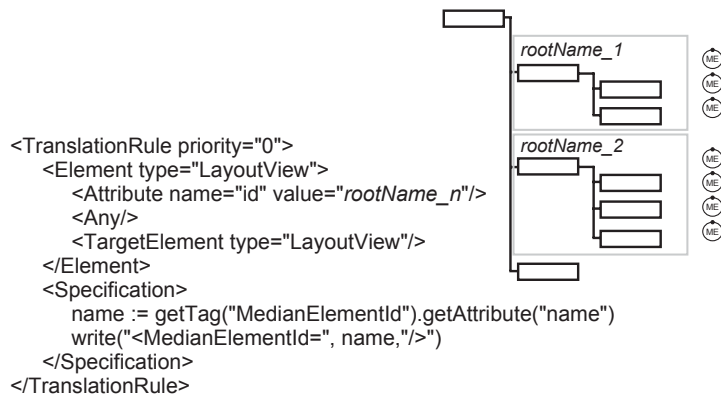 rootName_1
ME
ME
ME
rootName_2
ME
ME
ME
ME
<TranslationRule priority="0">
<Element type="LayoutView">
<Attribute name="id" value="rootName_n"/>
<Any/>
<TargetElement type="LayoutView"/>
</Element>
<Specification>
name := getTag("MedianElementId").getAttribute("name")
write("<MedianElementId=", name,"/>")
</Specification>
</TranslationRule>